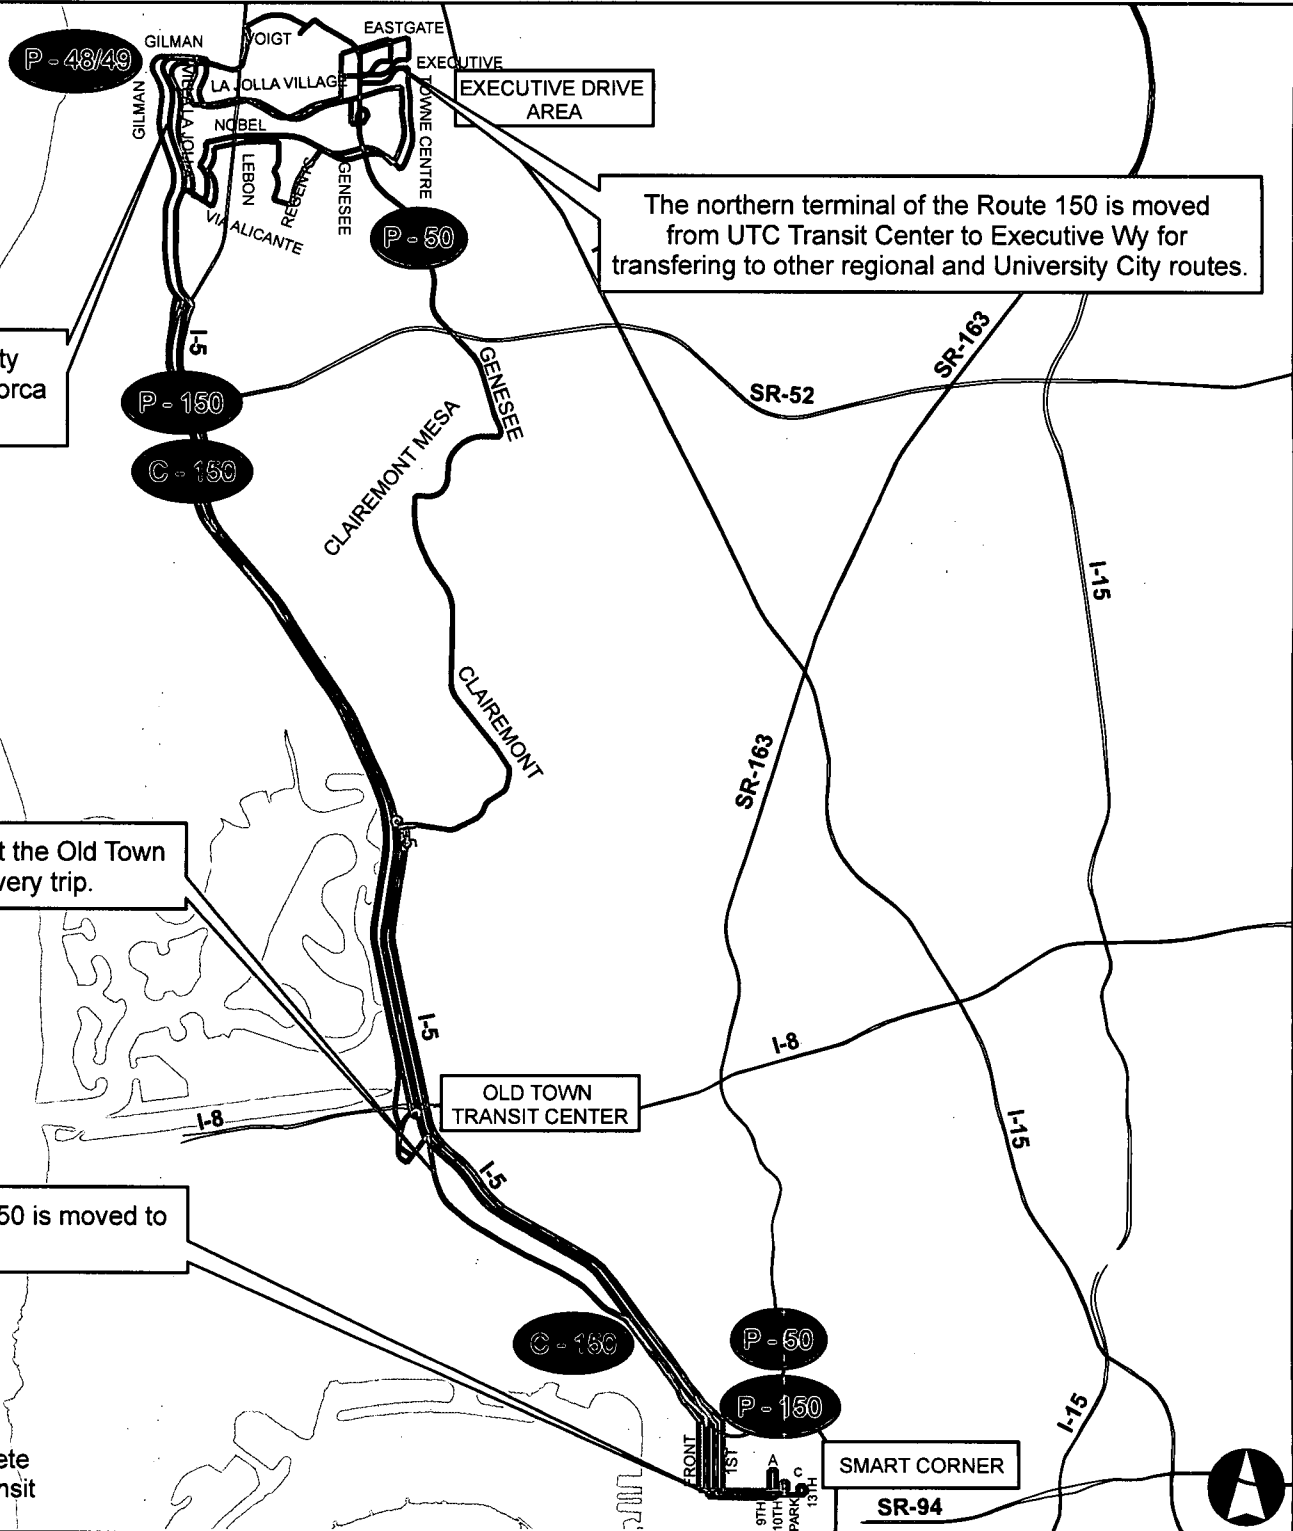 GILMAN
VOIGT
EASTGATE
P - 48/49
EXECUTIVE
LA JOLLA VILLAGE
EXECUTIVE DRIVE
AREA
GILMAN
VILLA LA JOLLA
NOBEL
TOWNE CENTRE
LEBON
REGENTS
GENESEE
VIA ALICANTE
P - 50
The northern terminal of the Route 150 is moved
from UTC Transit Center to Executive Wy for
transfering to other regional and University City routes.
I-5
SR-163
ty
orca
GENESEE
SR-52
P - 150
CLAIREMONT MESA
C - 150
I-15
CLAIREMONT
SR-163
I-5
t the Old Town
very trip.
I-5
I-8
OLD TOWN
TRANSIT CENTER
I-8
I-15
I-5
50 is moved to
C - 150
P - 50
P - 150
I-15
ete
nsit
FRONT
1ST
A
C
SMART CORNER
9TH
10TH
PARK
13TH
SR-94